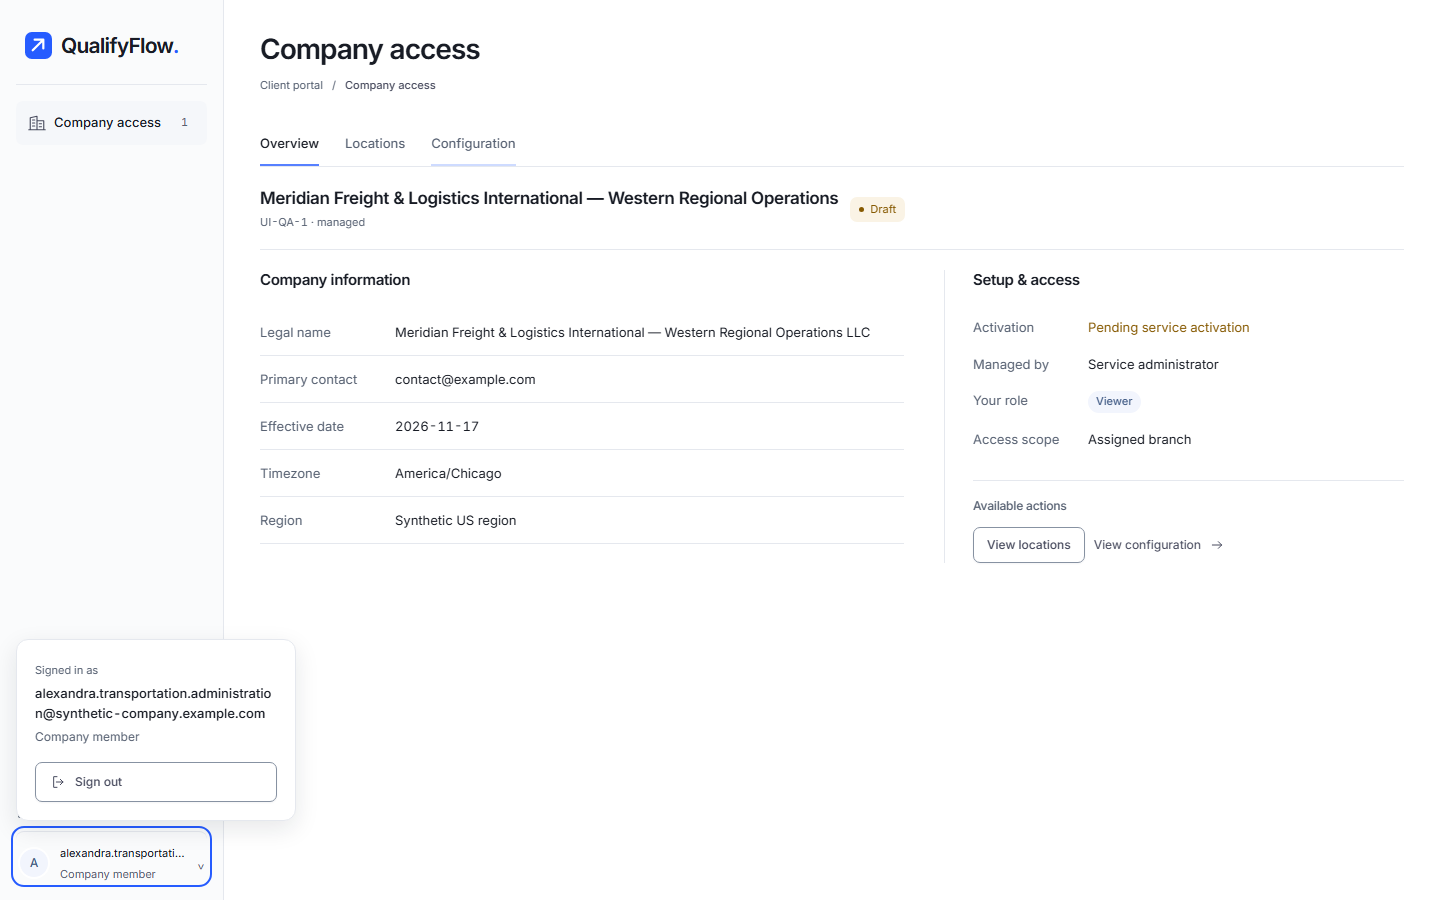 QualifyFlow.
Company access 1
Company access
Client portal / Company access
Overview Locations Configuration
Meridian Freight & Logistics International — Western Regional Operations
Draft
UI-QA-1 · managed
Company information
Legal name Meridian Freight & Logistics International — Western Regional Operations LLC
Primary contact contact@example.com
Effective date 2026-11-17
Timezone America/Chicago
Region Synthetic US region
Setup & access
Activation Pending service activation
Managed by Service administrator
Your role Viewer
Access scope Assigned branch
Available actions
View locations View configuration →
Signed in as
alexandra.transportation.administratio
n@synthetic-company.example.com
Company member
Sign out
A
alexandra.transportati...
Company member